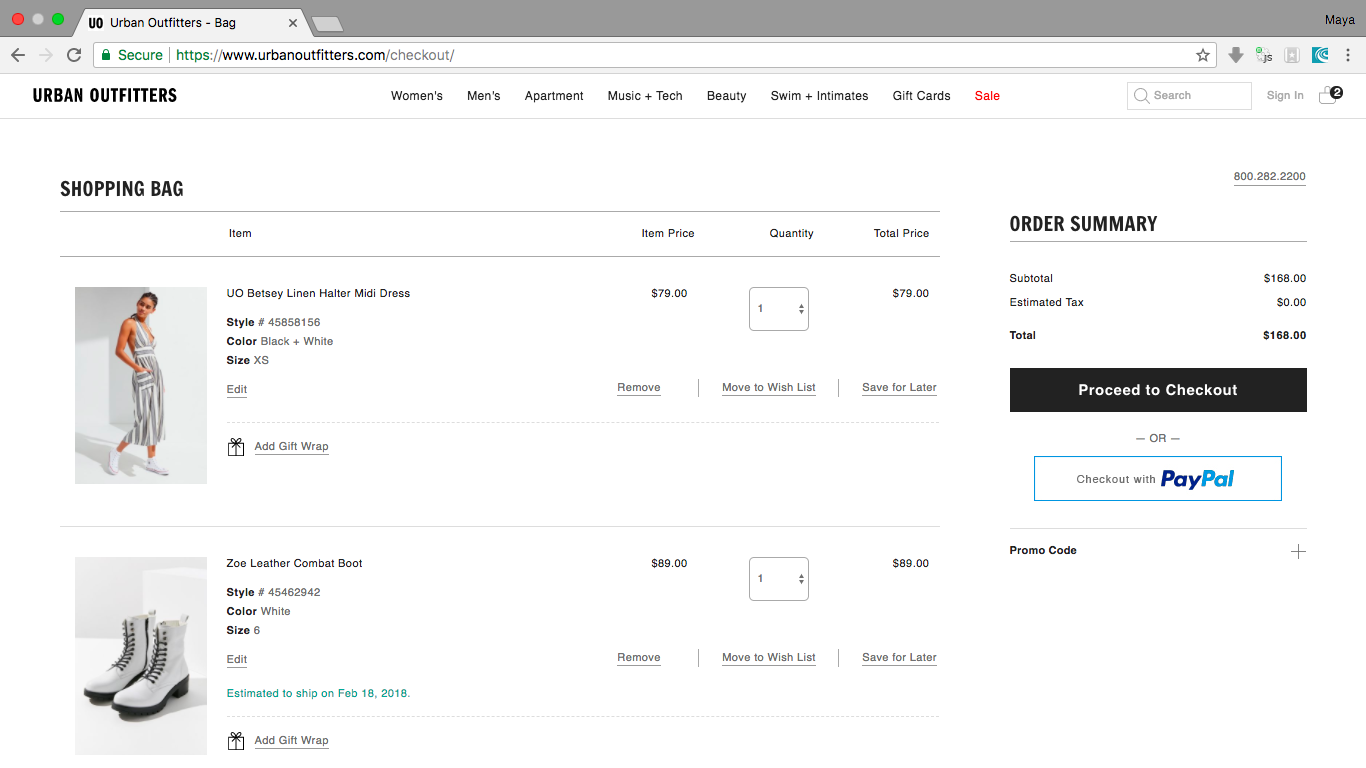 UO Urban Outfitters - Bag
Maya
Secure https://www.urbanoutfitters.com/checkout/
JS
URBAN OUTFITTERS
Women's Men's Apartment Music + Tech Beauty Swim + Intimates Gift Cards Sale
Search Sign In 2
800.282.2200
SHOPPING BAG
Item Item Price Quantity Total Price
UO Betsey Linen Halter Midi Dress $79.00 1 $79.00
Style # 45858156
Color Black + White
Size XS
Edit Remove Move to Wish List Save for Later
Add Gift Wrap
Zoe Leather Combat Boot $89.00 1 $89.00
Style # 45462942
Color White
Size 6
Edit Remove Move to Wish List Save for Later
Estimated to ship on Feb 18, 2018.
Add Gift Wrap
ORDER SUMMARY
Subtotal $168.00
Estimated Tax $0.00
Total $168.00
Proceed to Checkout
— OR —
Checkout with PayPal
Promo Code